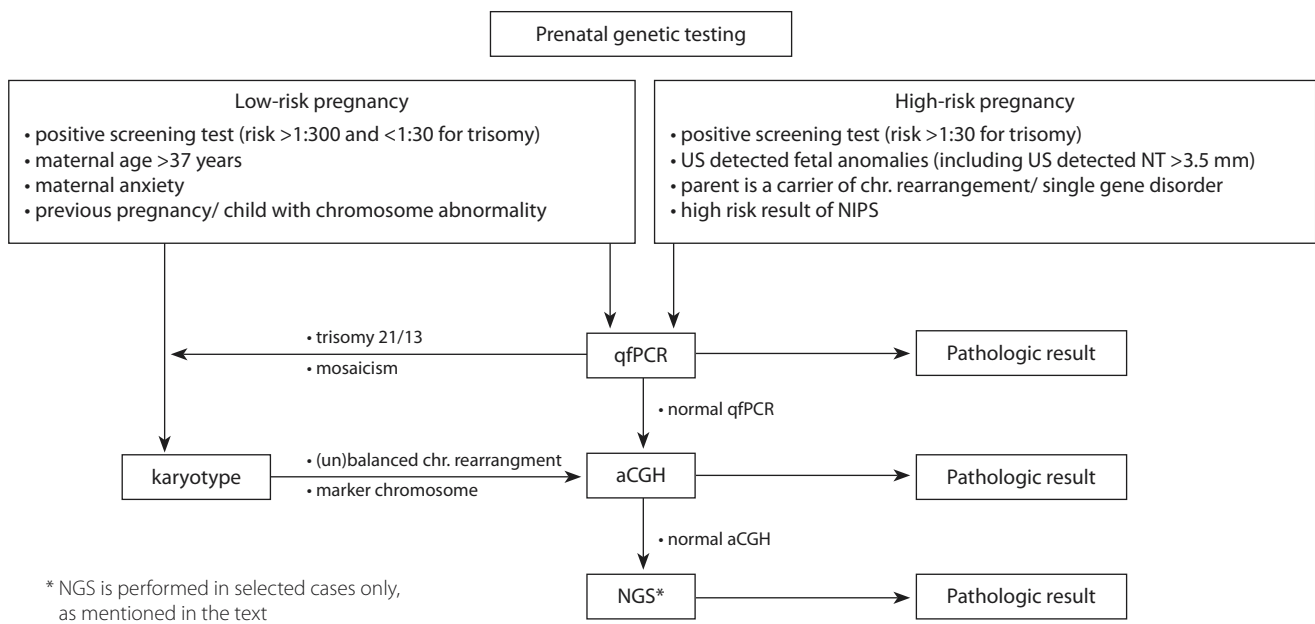 Prenatal genetic testing
Low-risk pregnancy
• positive screening test (risk >1:300 and <1:30 for trisomy)
• maternal age >37 years
• maternal anxiety
• previous pregnancy/ child with chromosome abnormality
High-risk pregnancy
• positive screening test (risk >1:30 for trisomy)
• US detected fetal anomalies (including US detected NT >3.5 mm)
• parent is a carrier of chr. rearrangement/ single gene disorder
• high risk result of NIPS
• trisomy 21/13
• mosaicism
qfPCR
Pathologic result
• normal qfPCR
karyotype
• (un)balanced chr. rearrangment
• marker chromosome
aCGH
Pathologic result
• normal aCGH
* NGS is performed in selected cases only,
as mentioned in the text
NGS*
Pathologic result